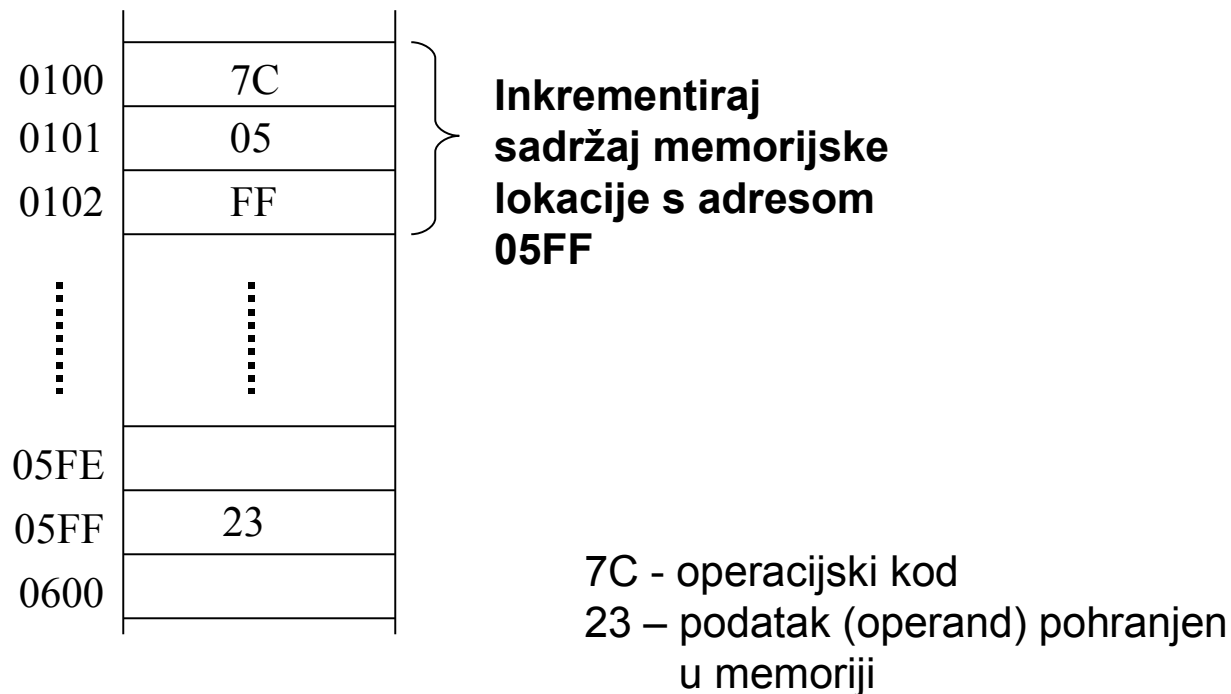 0100 7C
0101 05
0102 FF
Inkrementiraj
sadržaj memorijske
lokacije s adresom
05FF
05FE
05FF 23
0600
7C - operacijski kod
23 – podatak (operand) pohranjen
u memoriji